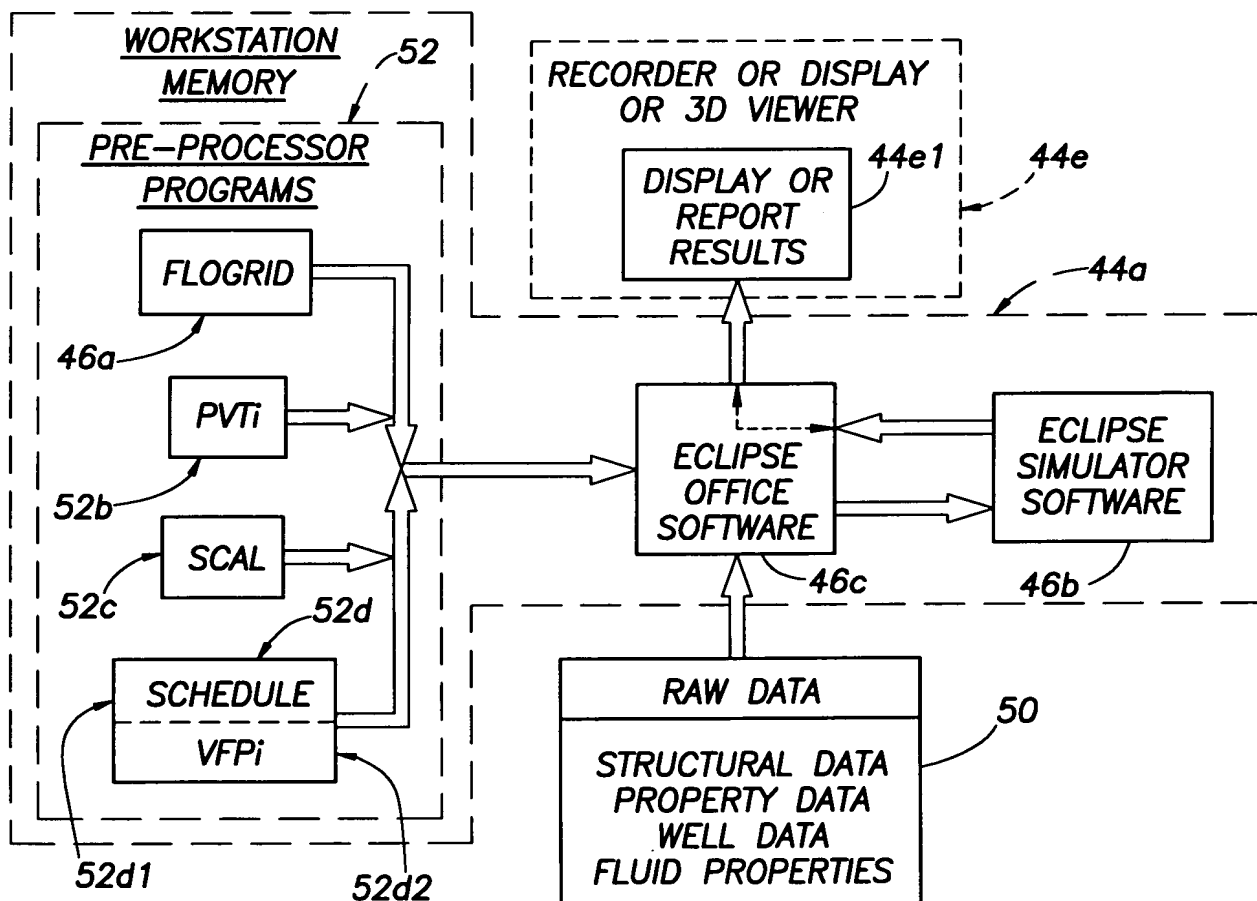 WORKSTATION
MEMORY
52
PRE-PROCESSOR
PROGRAMS
FLOGRID
46a
PVTi
52b
SCAL
52c
52d
SCHEDULE
VFPi
52d1
52d2
RECORDER OR DISPLAY
OR 3D VIEWER
44e1
44e
DISPLAY OR
REPORT
RESULTS
44a
ECLIPSE
OFFICE
SOFTWARE
46c
ECLIPSE
SIMULATOR
SOFTWARE
46b
RAW DATA
50
STRUCTURAL DATA
PROPERTY DATA
WELL DATA
FLUID PROPERTIES